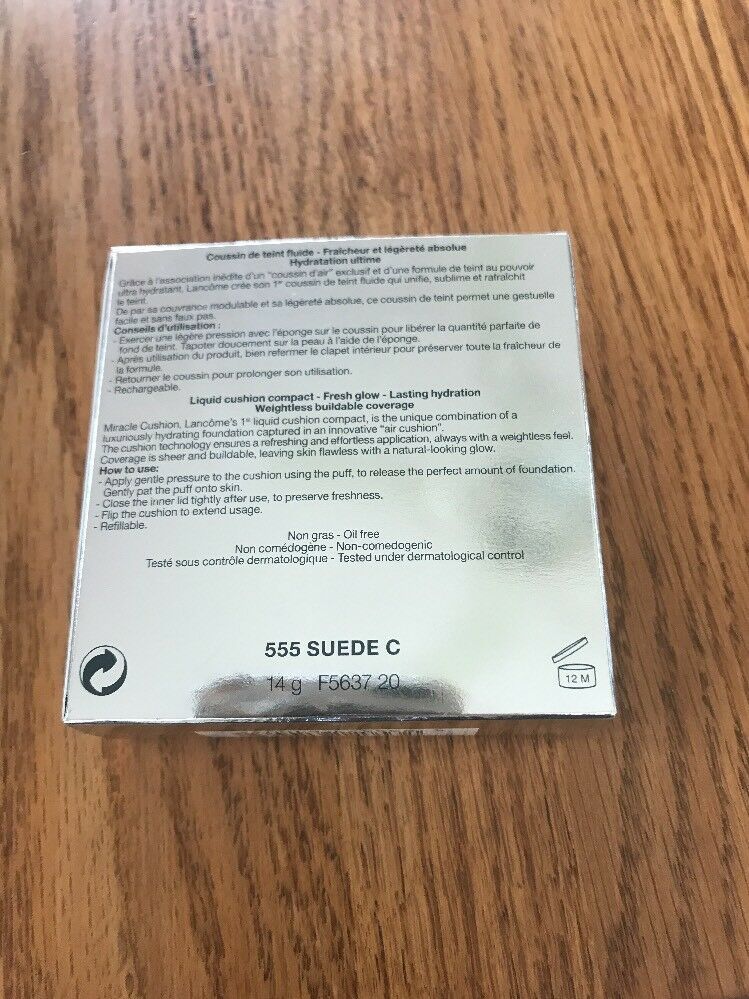 Coussin de teint fluide - Fraîcheur et légèreté absolue
Hydratation ultime
Grâce à l'association inédite d'un "coussin d'air" exclusif et d'une formule de teint au pouvoir
ultra hydratant, Lancôme crée son 1er coussin de teint fluide qui unifie, sublime et rafraîchit
le teint.
De par sa couvrance modulable et sa légèreté absolue, ce coussin de teint permet une gestuelle
facile et sans faux pas.
Conseils d'utilisation :
- Exercer une légère pression avec l'éponge sur le coussin pour libérer la quantité parfaite de
fond de teint. Tapoter doucement sur la peau à l'aide de l'éponge.
- Après utilisation du produit, bien refermer le clapet intérieur pour préserver toute la fraîcheur de
la formule.
- Retourner le coussin pour prolonger son utilisation.
- Rechargeable.
Liquid cushion compact - Fresh glow - Lasting hydration
Weightless buildable coverage
Miracle Cushion, Lancôme's 1st liquid cushion compact, is the unique combination of a
luxuriously hydrating foundation captured in an innovative "air cushion".
The cushion technology ensures a refreshing and effortless application, always with a weightless feel.
Coverage is sheer and buildable, leaving skin flawless with a natural-looking glow.
How to use:
- Apply gentle pressure to the cushion using the puff, to release the perfect amount of foundation.
Gently pat the puff onto skin.
- Close the inner lid tightly after use, to preserve freshness.
- Flip the cushion to extend usage.
- Refillable.
Non gras - Oil free
Non comédogène - Non-comedogenic
Testé sous contrôle dermatologique - Tested under dermatological control
555 SUEDE C
14 g F5637 20
12 M